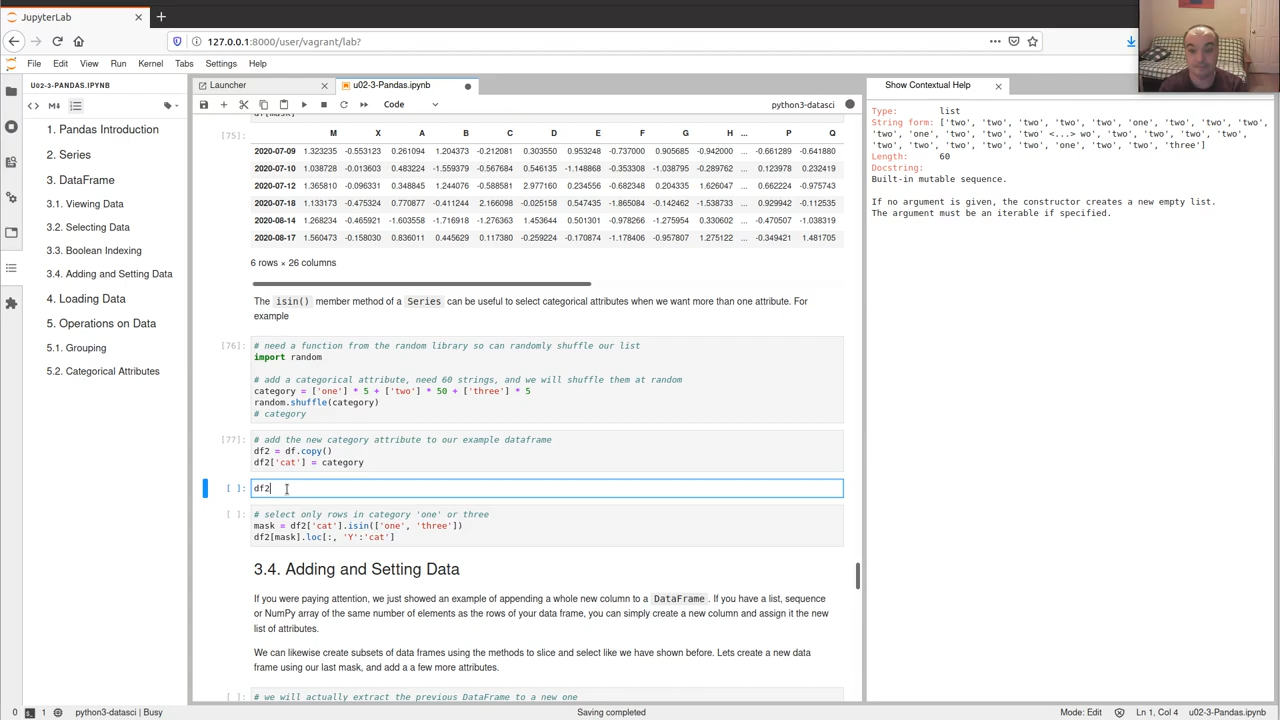 JupyterLab
127.0.0.1:8000/user/vagrant/lab?
File Edit View Run Kernel Tabs Settings Help
U02-3-PANDAS.IPYNB
1. Pandas Introduction
2. Series
3. DataFrame
3.1. Viewing Data
3.2. Selecting Data
3.3. Boolean Indexing
3.4. Adding and Setting Data
4. Loading Data
5. Operations on Data
5.1. Grouping
5.2. Categorical Attributes
Launcher
u02-3-Pandas.ipynb
Code
python3-datasci
[75]:
M X A B C D E F G H ... P Q
2020-07-09 1.323235 -0.553123 0.261094 1.204373 -0.212081 0.303550 0.953248 -0.737000 0.905685 -0.942000 ... -0.661289 -0.641880
2020-07-10 1.038728 -0.013603 0.483224 -1.559379 -0.567684 0.546135 -1.148868 -0.353308 -1.038795 -0.289762 ... 0.123978 0.232419
2020-07-12 1.365810 -0.096331 0.348845 1.244076 -0.588581 2.977160 0.234556 -0.682348 0.204335 1.626047 ... 0.662224 -0.975743
2020-07-18 1.133173 -0.475324 0.770877 -0.411244 2.166098 -0.025158 0.547435 -1.865084 -0.142462 -1.538733 ... 0.929942 -0.112535
2020-08-14 1.268234 -0.465921 -1.603558 -1.716918 -1.276363 1.453644 0.501301 -0.978266 -1.275954 0.330602 ... -0.470507 -1.038319
2020-08-17 1.560473 -0.158030 0.836011 0.445629 0.117380 -0.259224 -0.170874 -1.178406 -0.957807 1.275122 ... -0.349421 1.481705
6 rows × 26 columns
The isin() member method of a Series can be useful to select categorical attributes when we want more than one attribute. For
example
[76]:
# need a function from the random library so can randomly shuffle our list
import random
# add a categorical attribute, need 60 strings, and we will shuffle them at random
category = ['one'] * 5 + ['two'] * 50 + ['three'] * 5
random.shuffle(category)
# category
[77]:
# add the new category attribute to our example dataframe
df2 = df.copy()
df2['cat'] = category
[ ]: df2
[ ]:
# select only rows in category 'one' or three
mask = df2['cat'].isin(['one', 'three'])
df2[mask].loc[:, 'Y':'cat']
3.4. Adding and Setting Data
If you were paying attention, we just showed an example of appending a whole new column to a DataFrame. If you have a list, sequence
or NumPy array of the same number of elements as the rows of your data frame, you can simply create a new column and assign it the new
list of attributes.
We can likewise create subsets of data frames using the methods to slice and select like we have shown before. Lets create a new data
frame using our last mask, and add a a few more attributes.
[ ]: # we will actually extract the previous DataFrame to a new one
Show Contextual Help
Type: list
String form: ['two', 'two', 'two', 'two', 'two', 'one', 'two', 'two', 'two',
'two', 'one', 'two', 'two', 'two' <...> wo', 'two', 'two', 'two', 'two',
'two', 'two', 'two', 'two', 'one', 'two', 'two', 'three']
Length: 60
Docstring:
Built-in mutable sequence.
If no argument is given, the constructor creates a new empty list.
The argument must be an iterable if specified.
0 1 python3-datasci | Busy
Saving completed
Mode: Edit Ln 1, Col 4 u02-3-Pandas.ipynb